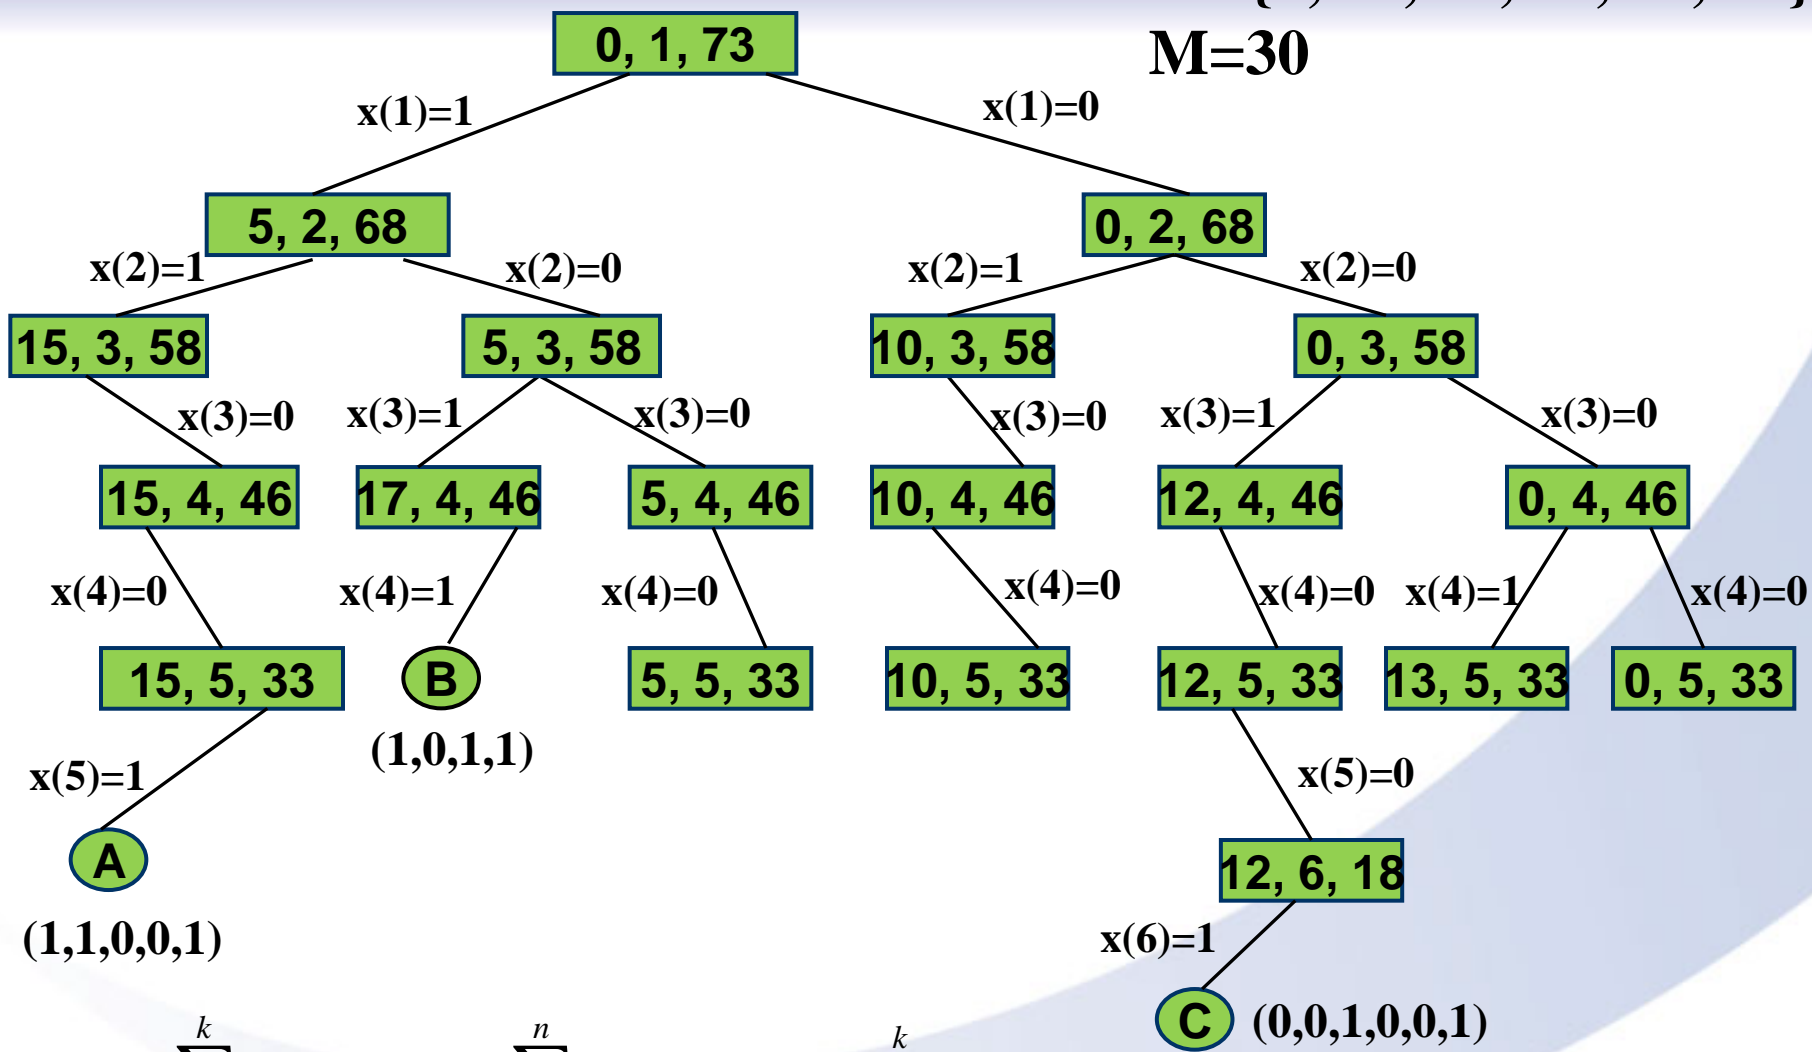 M=30
0, 1, 73
x(1)=1
x(1)=0
5, 2, 68
0, 2, 68
x(2)=1
x(2)=0
x(2)=1
x(2)=0
15, 3, 58
5, 3, 58
10, 3, 58
0, 3, 58
x(3)=0
x(3)=1
x(3)=0
x(3)=0
x(3)=1
x(3)=0
15, 4, 46
17, 4, 46
5, 4, 46
10, 4, 46
12, 4, 46
0, 4, 46
x(4)=0
x(4)=1
x(4)=0
x(4)=0
x(4)=0
x(4)=1
x(4)=0
15, 5, 33
B
5, 5, 33
10, 5, 33
12, 5, 33
13, 5, 33
0, 5, 33
(1,0,1,1)
x(5)=1
x(5)=0
A
12, 6, 18
(1,1,0,0,1)
x(6)=1
C
(0,0,1,0,0,1)
k
n
k